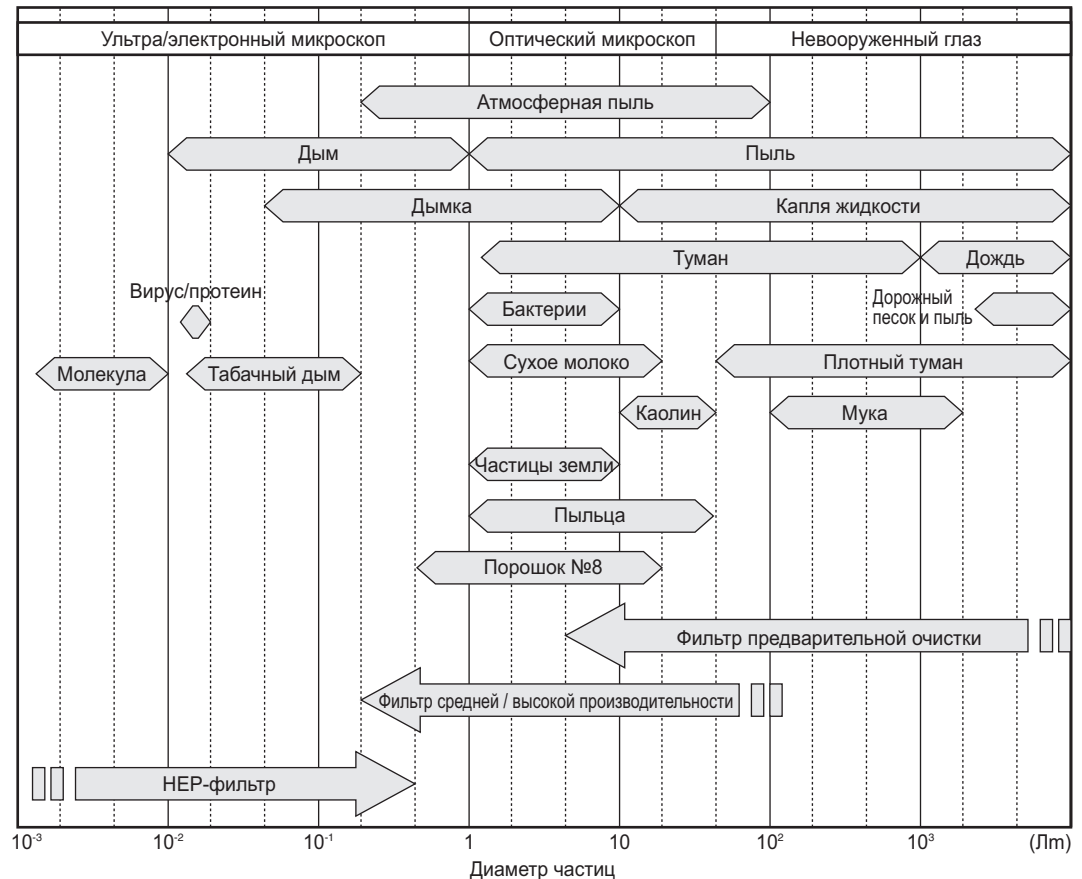 Ультра/электронный микроскоп Оптический микроскоп Невооруженный глаз
Атмосферная пыль
Дым Пыль
Дымка Капля жидкости
Туман Дождь
Вирус/протеин Бактерии Дорожный
песок и пыль
Молекула Табачный дым Сухое молоко Плотный туман
Каолин Мука
Частицы земли
Пыльца
Порошок №8
Фильтр предварительной очистки
Фильтр средней / высокой производительности
НЕР-фильтр
10⁻³ 10⁻² 10⁻¹ 1 10 10² 10³ (Лm)
Диаметр частиц